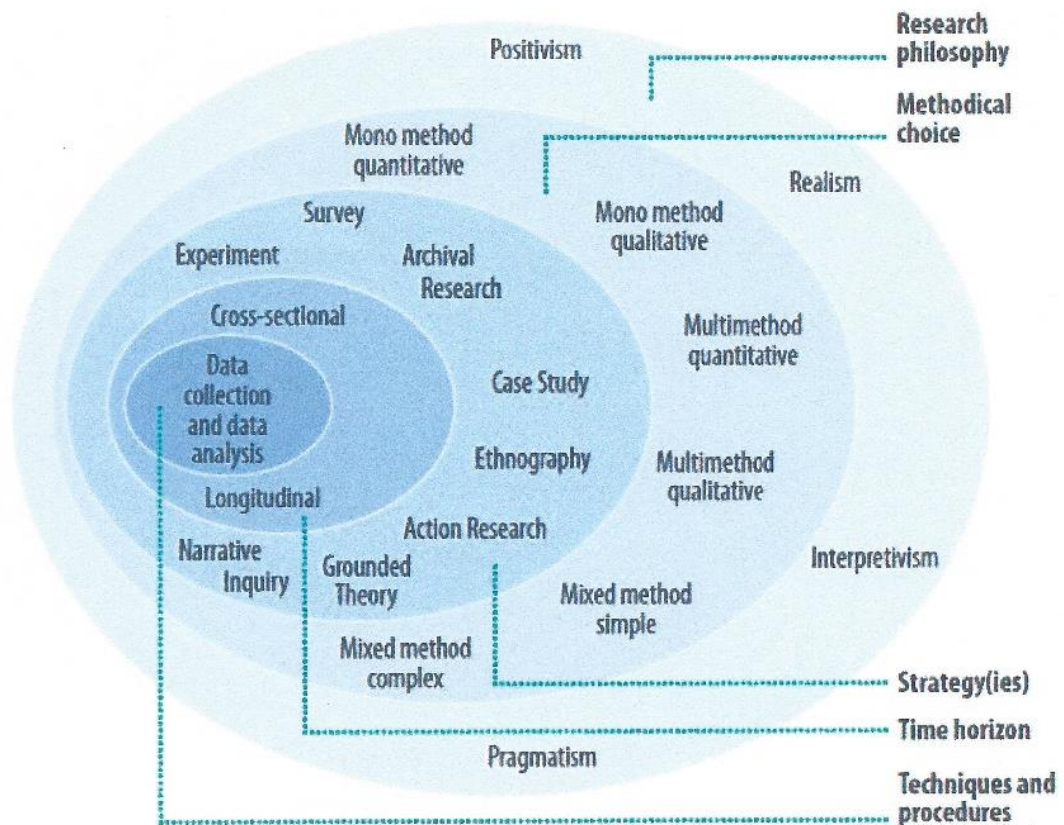 Positivism
Research
philosophy
Methodical
choice
Mono method
quantitative
Realism
Mono method
qualitative
Survey
Experiment
Archival
Research
Cross-sectional
Multimethod
quantitative
Data
collection
and data
analysis
Case Study
Ethnography
Multimethod
qualitative
Longitudinal
Action Research
Narrative
Inquiry
Grounded
Theory
Interpretivism
Mixed method
simple
Mixed method
complex
Strategy(ies)
Time horizon
Pragmatism
Techniques and
procedures